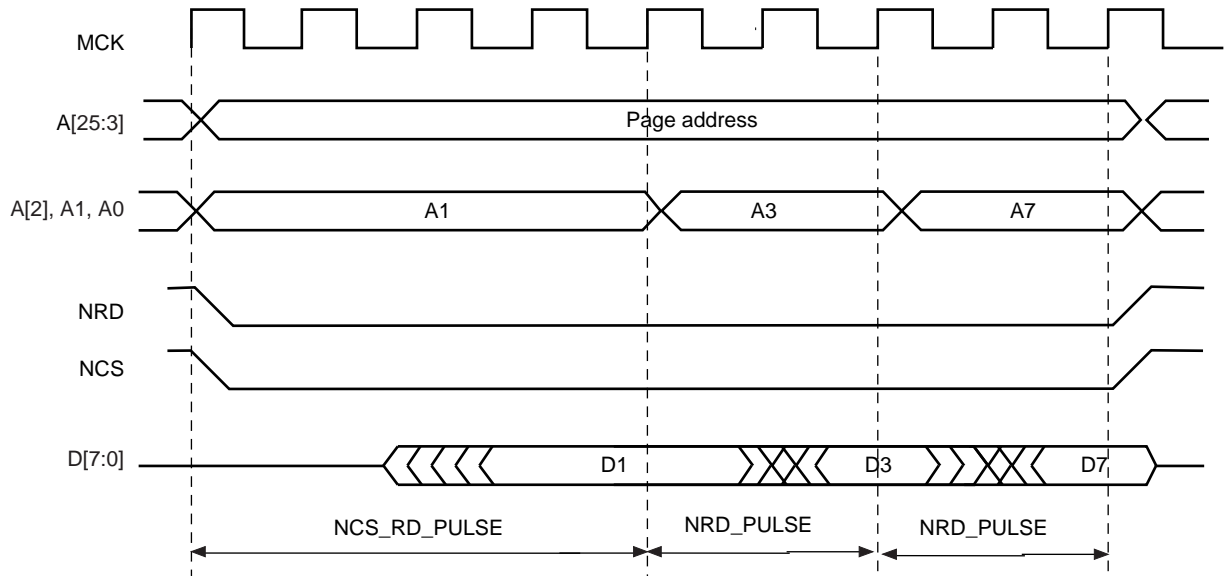 MCK
A[25:3]
Page address
A[2], A1, A0
A1
A3
A7
NRD
NCS
D[7:0]
D1
D3
D7
NCS_RD_PULSE
NRD_PULSE
NRD_PULSE